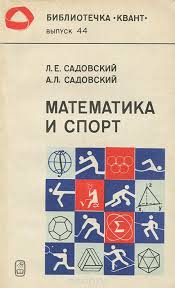 БИБЛИОТЕЧКА «КВАНТ»
ВЫПУСК 44
Л. Е. САДОВСКИЙ
А. Л. САДОВСКИЙ
МАТЕМАТИКА
И СПОРТ
Σ